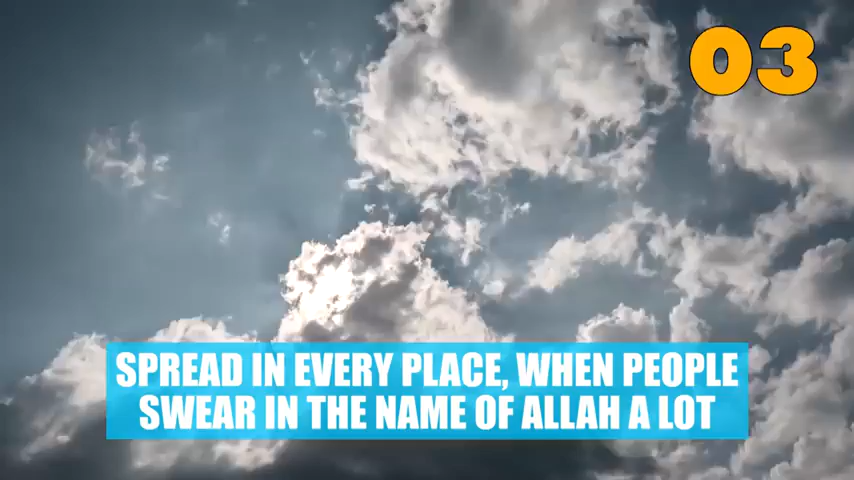 03
SPREAD IN EVERY PLACE, WHEN PEOPLE
SWEAR IN THE NAME OF ALLAH A LOT